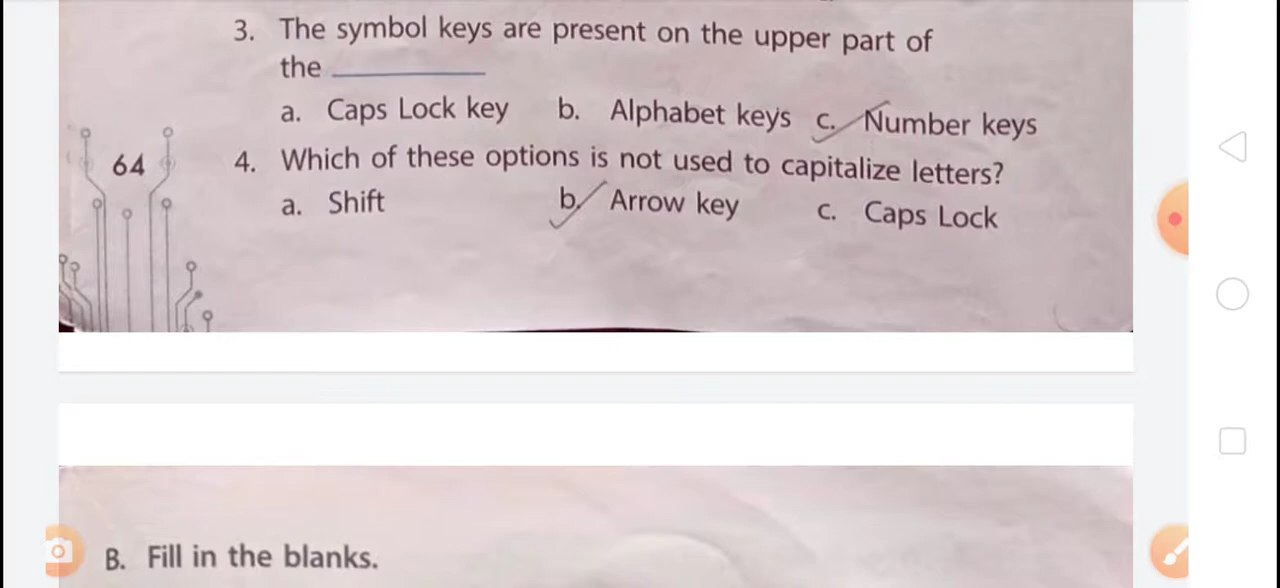 3. The symbol keys are present on the upper part of
the
a. Caps Lock key b. Alphabet keys c. Number keys
64
4. Which of these options is not used to capitalize letters?
a. Shift b. Arrow key c. Caps Lock
B. Fill in the blanks.